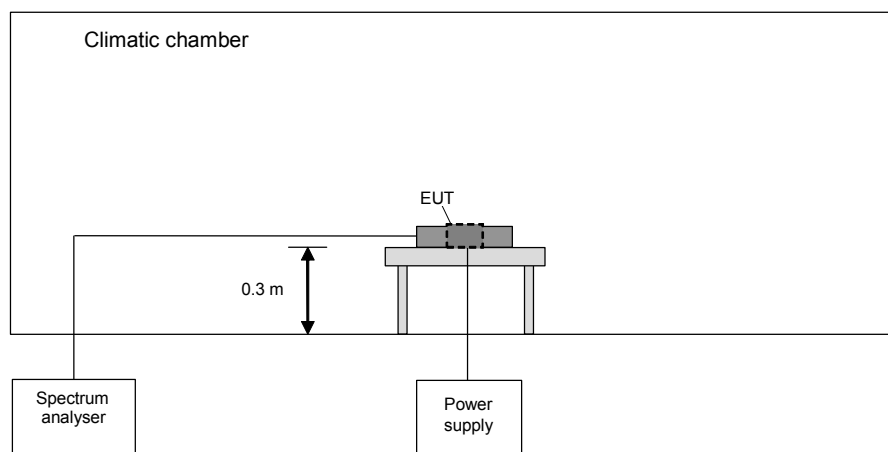 Climatic chamber
EUT
0.3 m
Spectrum
analyser
Power
supply